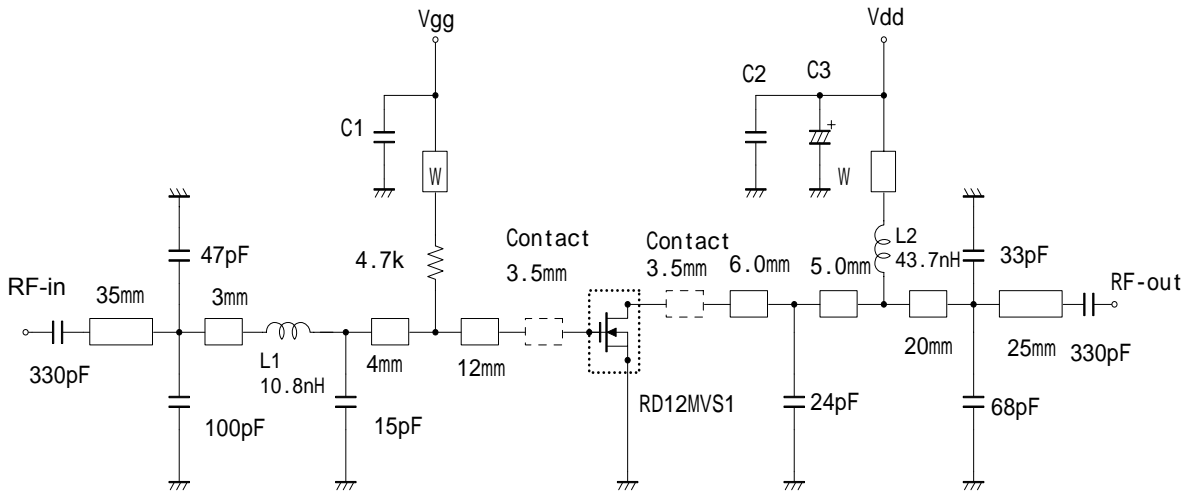 Vgg
Vdd
C2
C3
C1
+
W
W
Contact
3.5mm
Contact
3.5mm
6.0mm
5.0mm
L2
43.7nH
33pF
47pF
4.7k
RF-in
35mm
3mm
RF-out
330pF
L1
10.8nH
4mm
12mm
20mm
25mm
330pF
100pF
15pF
RD12MVS1
24pF
68pF